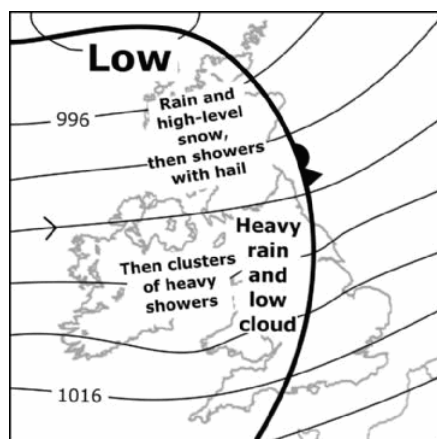 Low
996
Rain and
high-level
snow,
then showers
with hail
Heavy
rain
and
low
cloud
Then clusters
of heavy
showers
1016